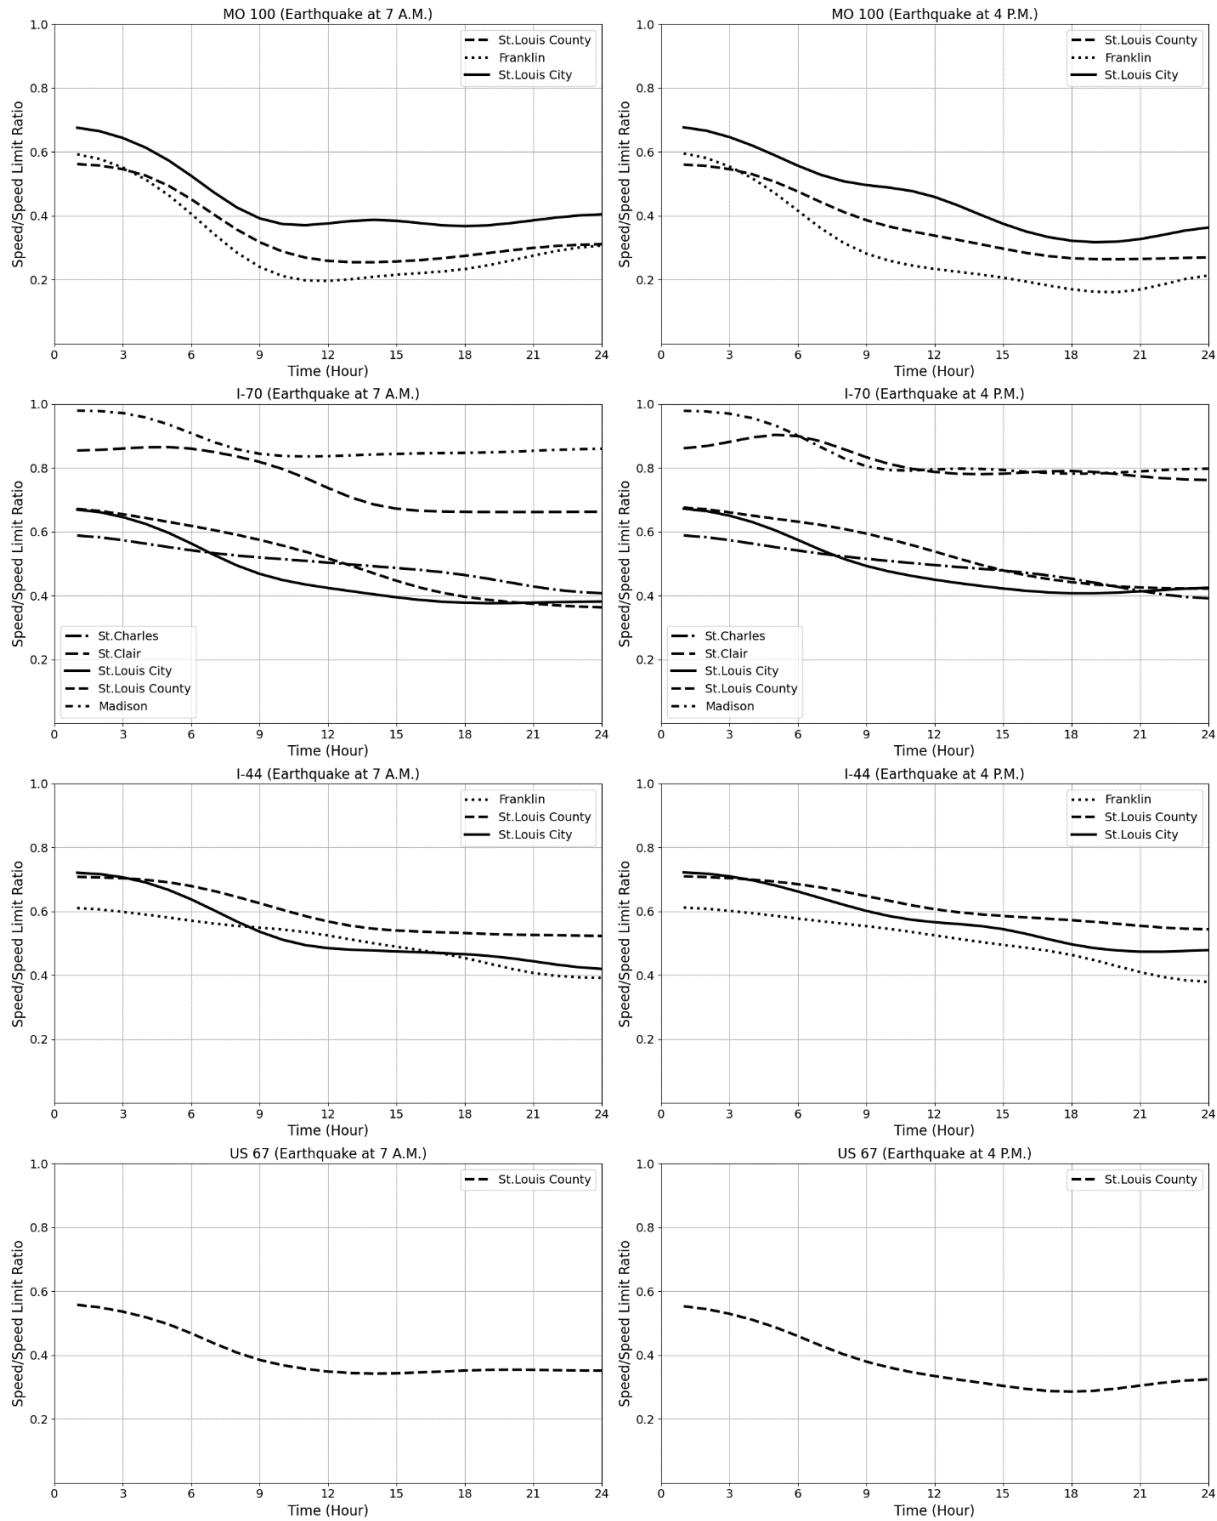 MO 100 (Earthquake at 7 A.M.)
1.0
0.8
0.6
0.4
0.2
Speed/Speed Limit Ratio
St.Louis County
Franklin
St.Louis City
0 3 6 9 12 15 18 21 24
Time (Hour)
MO 100 (Earthquake at 4 P.M.)
1.0
0.8
0.6
0.4
0.2
Speed/Speed Limit Ratio
St.Louis County
Franklin
St.Louis City
0 3 6 9 12 15 18 21 24
Time (Hour)
I-70 (Earthquake at 7 A.M.)
1.0
0.8
0.6
0.4
0.2
Speed/Speed Limit Ratio
St.Charles
St.Clair
St.Louis City
St.Louis County
Madison
0 3 6 9 12 15 18 21 24
Time (Hour)
I-70 (Earthquake at 4 P.M.)
1.0
0.8
0.6
0.4
0.2
Speed/Speed Limit Ratio
St.Charles
St.Clair
St.Louis City
St.Louis County
Madison
0 3 6 9 12 15 18 21 24
Time (Hour)
I-44 (Earthquake at 7 A.M.)
1.0
0.8
0.6
0.4
0.2
Speed/Speed Limit Ratio
Franklin
St.Louis County
St.Louis City
0 3 6 9 12 15 18 21 24
Time (Hour)
I-44 (Earthquake at 4 P.M.)
1.0
0.8
0.6
0.4
0.2
Speed/Speed Limit Ratio
Franklin
St.Louis County
St.Louis City
0 3 6 9 12 15 18 21 24
Time (Hour)
US 67 (Earthquake at 7 A.M.)
1.0
0.8
0.6
0.4
0.2
Speed/Speed Limit Ratio
St.Louis County
0 3 6 9 12 15 18 21 24
Time (Hour)
US 67 (Earthquake at 4 P.M.)
1.0
0.8
0.6
0.4
0.2
Speed/Speed Limit Ratio
St.Louis County
0 3 6 9 12 15 18 21 24
Time (Hour)